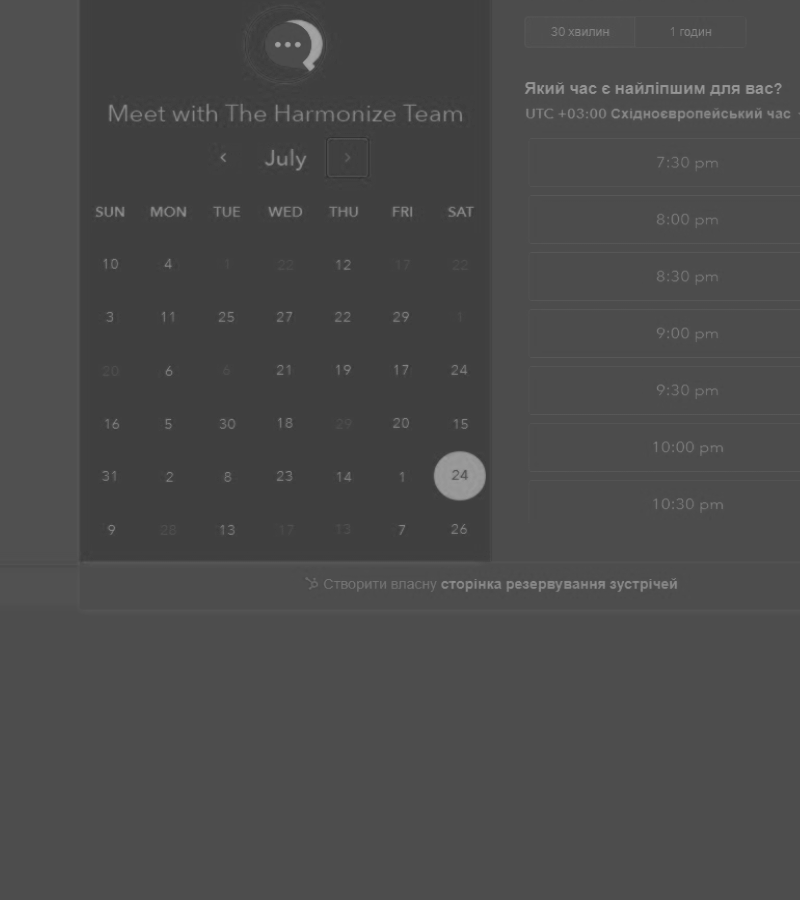 30 хвилин 1 годин
Meet with The Harmonize Team
July
SUN MON TUE WED THU FRI SAT
10 4 1 22 12 17 22
3 11 25 27 22 29 1
20 6 6 21 19 17 24
16 5 30 18 29 20 15
31 2 8 23 14 1 24
9 28 13 17 13 7 26
Який час є найліпшим для вас?
UTC +03:00 Східноєвропейський час
7:30 pm
8:00 pm
8:30 pm
9:00 pm
9:30 pm
10:00 pm
10:30 pm
Створити власну сторінка резервування зустрічей